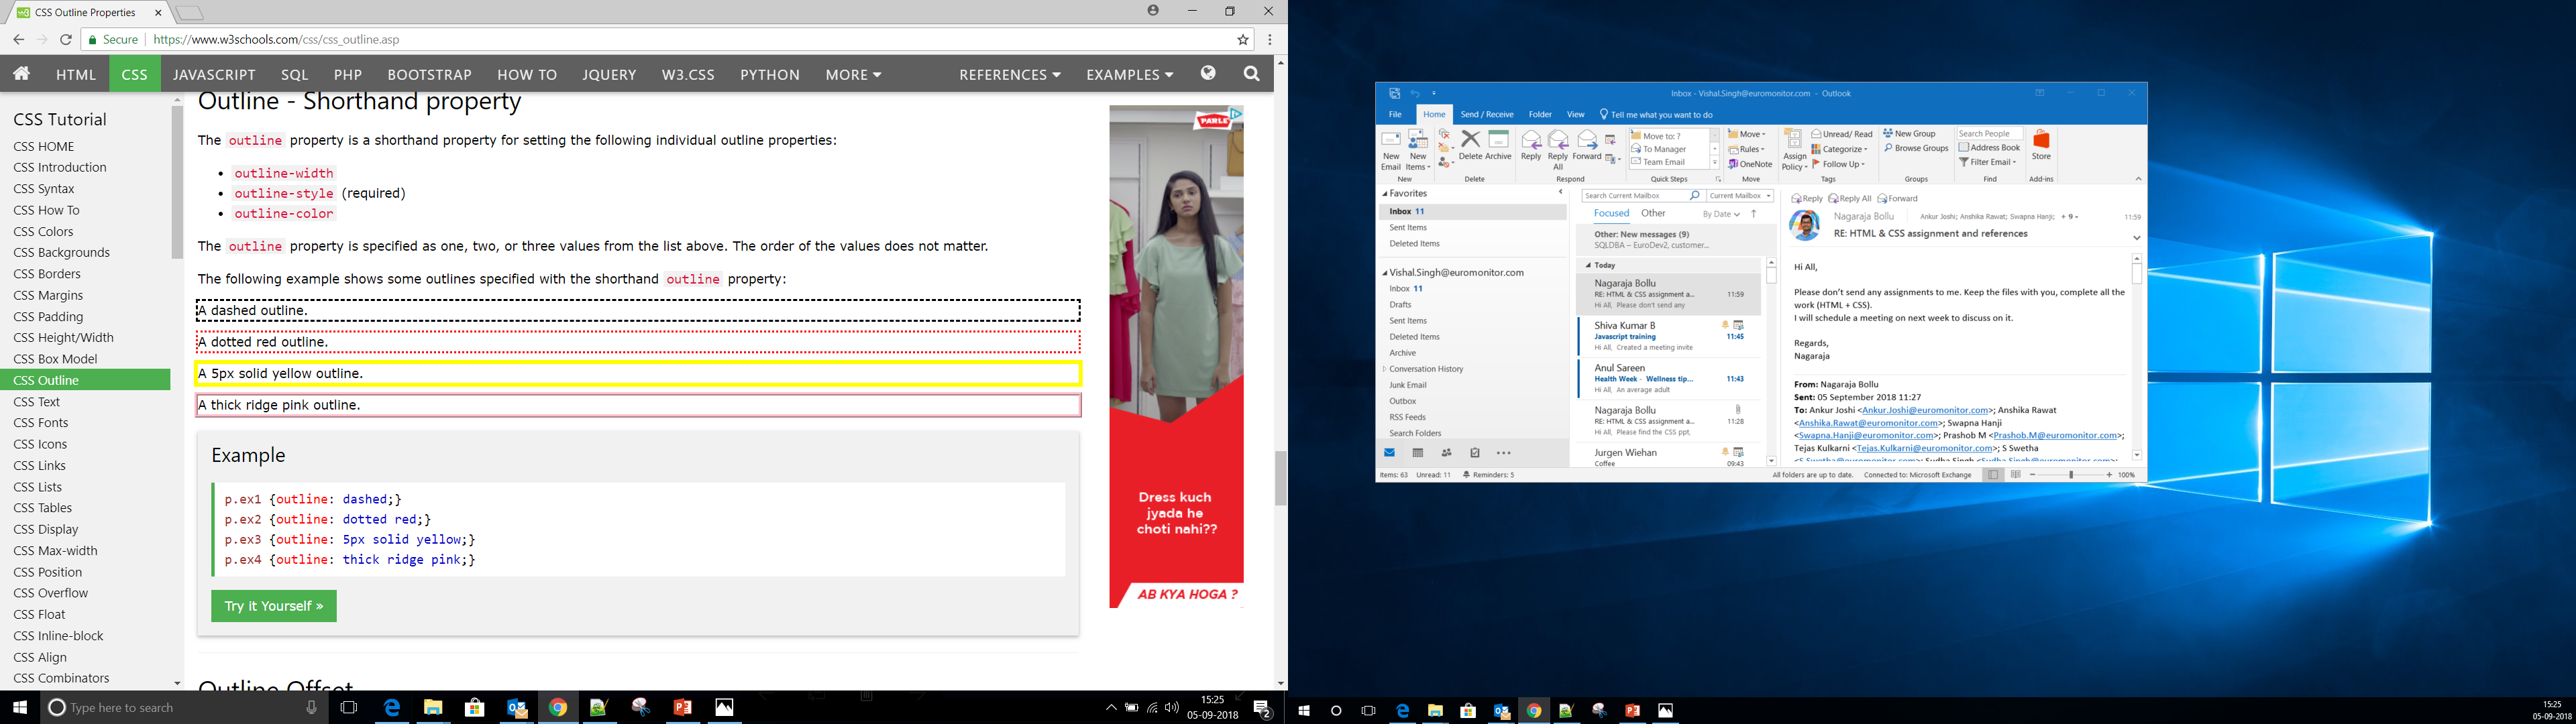 CSS Outline Properties
Secure
https://www.w3schools.com/css/css_outline.asp
HTML CSS JAVASCRIPT SQL PHP BOOTSTRAP HOW TO JQUERY W3.CSS PYTHON MORE REFERENCES EXAMPLES
CSS Tutorial
CSS HOME
CSS Introduction
CSS Syntax
CSS How To
CSS Colors
CSS Backgrounds
CSS Borders
CSS Margins
CSS Padding
CSS Height/Width
CSS Box Model
CSS Outline
CSS Text
CSS Fonts
CSS Icons
CSS Links
CSS Lists
CSS Tables
CSS Display
CSS Max-width
CSS Position
CSS Overflow
CSS Float
CSS Inline-block
CSS Align
CSS Combinators
Outline - Shorthand property
The outline property is a shorthand property for setting the following individual outline properties:
• outline-width
• outline-style (required)
• outline-color
The outline property is specified as one, two, or three values from the list above. The order of the values does not matter.
The following example shows some outlines specified with the shorthand outline property:
A dashed outline.
A dotted red outline.
A 5px solid yellow outline.
A thick ridge pink outline.
Example
p.ex1 {outline: dashed;}
p.ex2 {outline: dotted red;}
p.ex3 {outline: 5px solid yellow;}
p.ex4 {outline: thick ridge pink;}
Try it Yourself »
Outline Offset
PARLE
Dress kuch
jyada he
choti nahi??
AB KYA HOGA ?
Type here to search
15:25
05-09-2018
2
Inbox - Vishal.Singh@euromonitor.com - Outlook
File Home Send / Receive Folder View Tell me what you want to do
New Email
New Items
New
Delete
Archive
Delete
Reply
Reply All
Forward
Respond
Move to: ?
To Manager
Team Email
Quick Steps
Move
Rules
OneNote
Move
Assign Policy
Unread/ Read
Categorize
Follow Up
Tags
New Group
Browse Groups
Groups
Search People
Address Book
Filter Email
Find
Store
Add-ins
Favorites
Inbox 11
Sent Items
Deleted Items
Vishal.Singh@euromonitor.com
Inbox 11
Drafts
Sent Items
Deleted Items
Archive
Conversation History
Junk Email
Outbox
RSS Feeds
Search Folders
Search Current Mailbox
Current Mailbox
Focused Other By Date
Other: New messages (9)
SQLDBA – EuroDev2, customer...
Today
Nagaraja Bollu
RE: HTML & CSS assignment a... 11:59
Hi All, Please don't send any
Shiva Kumar B
Javascript training 11:45
Hi All, Created a meeting invite
Anul Sareen
Health Week - Wellness tip... 11:43
Hi All, An average adult
Nagaraja Bollu
RE: HTML & CSS assignment a... 11:28
Hi All, Please find the CSS ppt,
Jurgen Wiehan
Coffee 09:43
Reply Reply All Forward
Nagaraja Bollu
Ankur Joshi; Anshika Rawat; Swapna Hanji; + 9
11:59
RE: HTML & CSS assignment and references
Hi All,
Please don't send any assignments to me. Keep the files with you, complete all the
work (HTML + CSS).
I will schedule a meeting on next week to discuss on it.
Regards,
Nagaraja
From: Nagaraja Bollu
Sent: 05 September 2018 11:27
To: Ankur Joshi <Ankur.Joshi@euromonitor.com>; Anshika Rawat
<Anshika.Rawat@euromonitor.com>; Swapna Hanji
<Swapna.Hanji@euromonitor.com>; Prashob M <Prashob.M@euromonitor.com>;
Tejas Kulkarni <Tejas.Kulkarni@euromonitor.com>; S Swetha
<S.Swetha@euromonitor.com>; Sudha Singh <Sudha.Singh@euromonitor.com>;
Items: 63 Unread: 11 Reminders: 5
All folders are up to date. Connected to: Microsoft Exchange 100%
15:25
05-09-2018